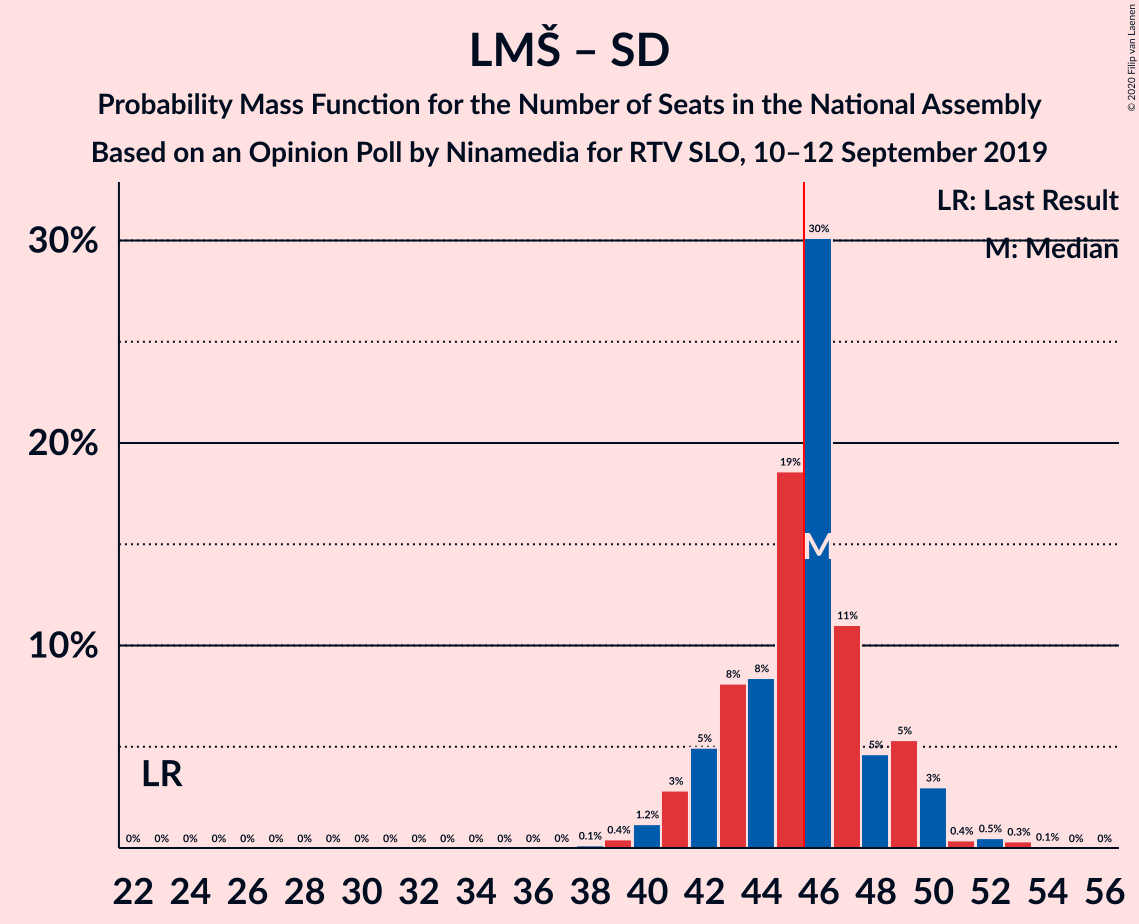 LMŠ – SD
Probability Mass Function for the Number of Seats in the National Assembly
Based on an Opinion Poll by Ninamedia for RTV SLO, 10–12 September 2019
© 2020 Filip van Laenen
LR: Last Result
M: Median
30%
20%
10%
LR
M
0% 0% 0% 0% 0% 0% 0% 0% 0% 0% 0% 0% 0% 0% 0% 0% 0.1% 0.4% 1.2% 3% 5% 8% 8% 19% 30% 11% 5% 5% 3% 0.4% 0.5% 0.3% 0.1% 0% 0%
22 24 26 28 30 32 34 36 38 40 42 44 46 48 50 52 54 56